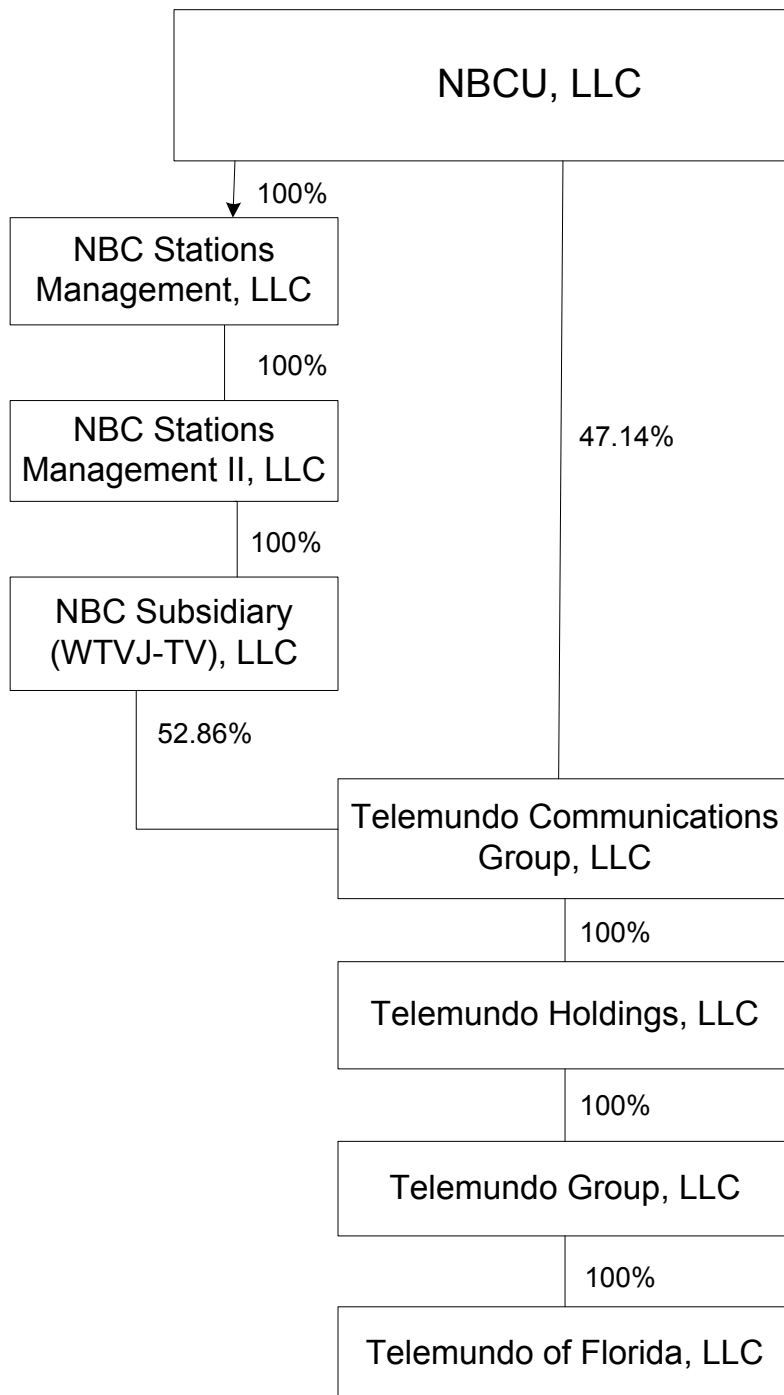 NBCU, LLC
100%
NBC Stations
Management, LLC
100%
NBC Stations
Management II, LLC
47.14%
100%
NBC Subsidiary
(WTVJ-TV), LLC
52.86%
Telemundo Communications
Group, LLC
100%
Telemundo Holdings, LLC
100%
Telemundo Group, LLC
100%
Telemundo of Florida, LLC